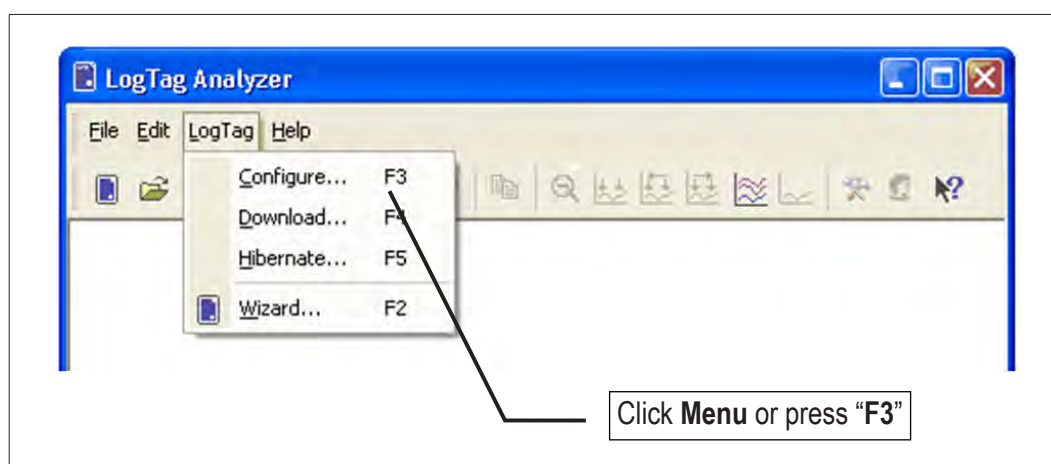 LogTag Analyzer
File Edit LogTag Help
Configure... F3
Download... F4
Hibernate... F5
Wizard... F2
Click Menu or press “F3”